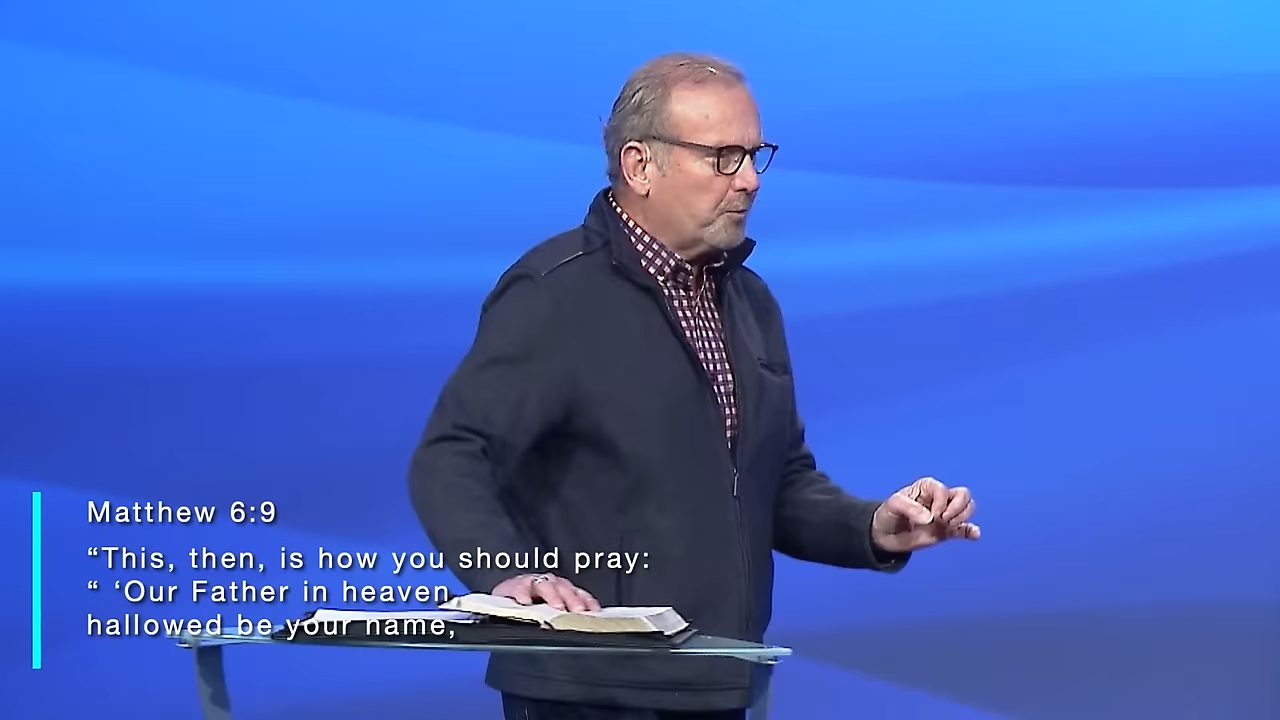 Matthew 6:9
“This, then, is how you should pray:
“ ‘Our Father in heaven
hallowed be your name,